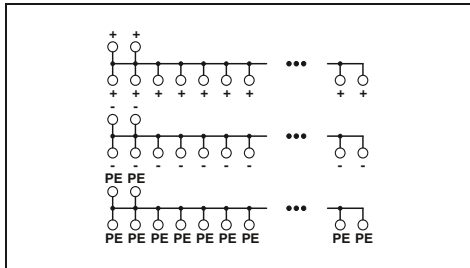 + +
+ + + + + + + ••• + +
- -
- - - - - - - ••• - -
PE PE
•••
PE PE PE PE PE PE PE PE PE